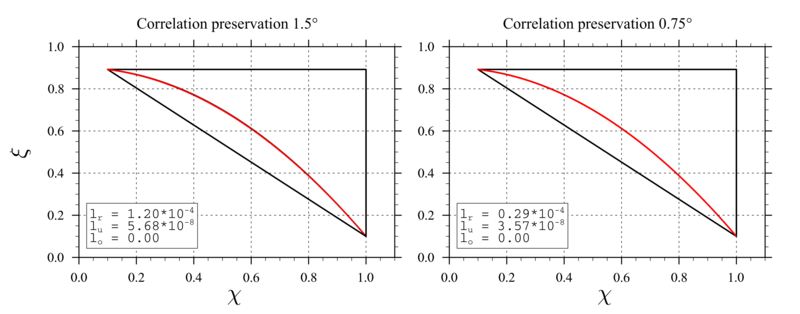 Correlation preservation 1.5°
1.0
0.8
0.6
0.4
0.2
0.0
ξ
l_r = 1.20*10^-4
l_u = 5.68*10^-8
l_o = 0.00
0.0 0.2 0.4 0.6 0.8 1.0
χ
Correlation preservation 0.75°
1.0
0.8
0.6
0.4
0.2
0.0
l_r = 0.29*10^-4
l_u = 3.57*10^-8
l_o = 0.00
0.0 0.2 0.4 0.6 0.8 1.0
χ